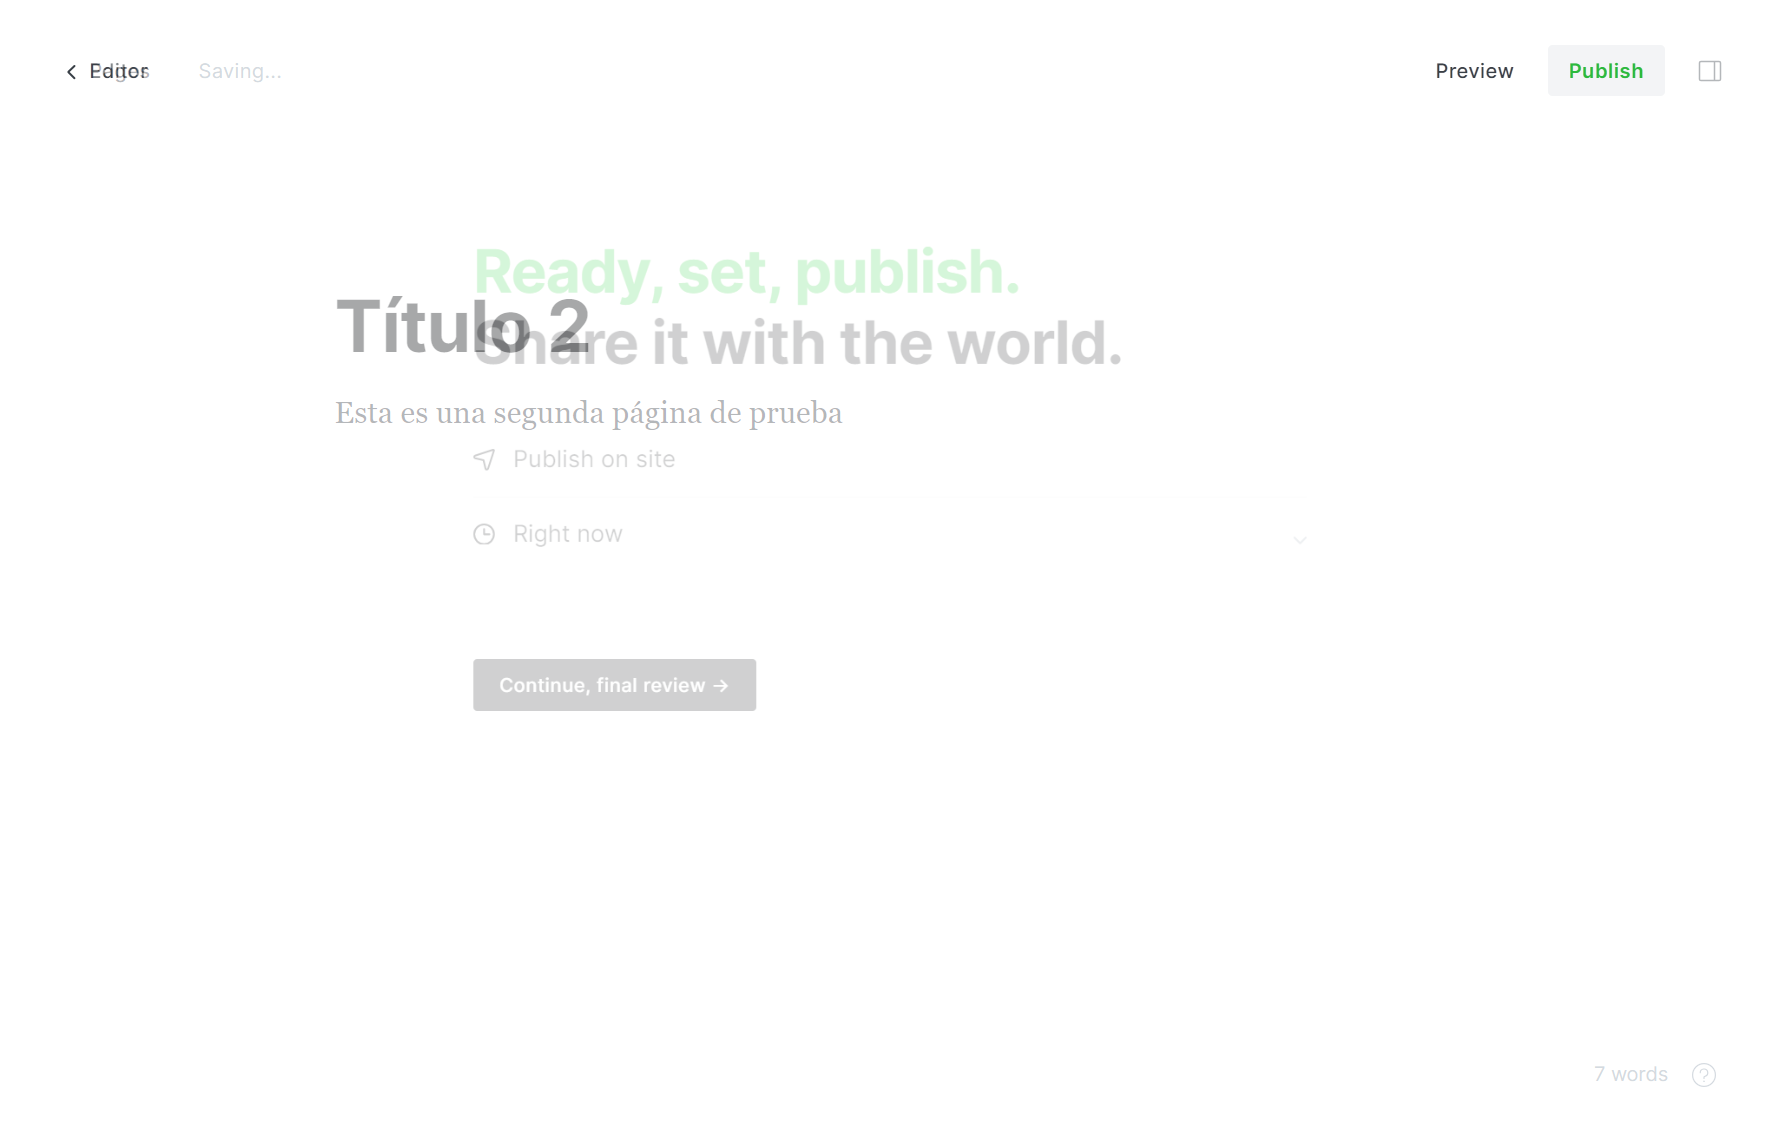 Editor
Pages
Saving...
Preview
Publish
Ready, set, publish.
Share it with the world.
Título 2
Esta es una segunda página de prueba
Publish on site
Right now
Continue, final review →
7 words
?